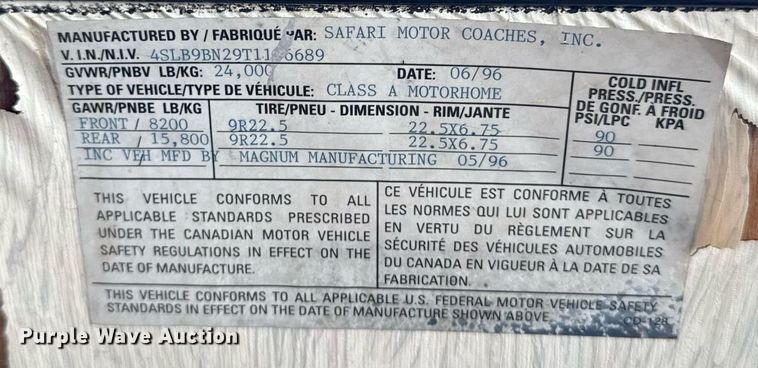 MANUFACTURED BY / FABRIQUÉ PAR: SAFARI MOTOR COACHES, INC.
V.I.N./N.I.V. 4SLB9BN29T11 6689
GVWR/PNBV LB/KG: 24,000 DATE: 06/96
TYPE OF VEHICLE/TYPE DE VÉHICULE: CLASS A MOTORHOME
COLD INFL
PRESS./PRESS.
DE GONF. À FROID
PSI/LPC KPA
GAWR/PNBE LB/KG TIRE/PNEU - DIMENSION - RIM/JANTE
FRONT / 8200 9R22.5 22.5X6.75 90
REAR / 15,800 9R22.5 22.5X6.75 90
INC VEH MFD BY MAGNUM MANUFACTURING 05/96
THIS VEHICLE CONFORMS TO ALL
APPLICABLE STANDARDS PRESCRIBED
UNDER THE CANADIAN MOTOR VEHICLE
SAFETY REGULATIONS IN EFFECT ON THE
DATE OF MANUFACTURE.
CE VÉHICULE EST CONFORME À TOUTES
LES NORMES QUI LUI SONT APPLICABLES
EN VERTU DU RÈGLEMENT SUR LA
SÉCURITÉ DES VÉHICULES AUTOMOBILES
DU CANADA EN VIGUEUR À LA DATE DE SA
FABRICATION.
THIS VEHICLE CONFORMS TO ALL APPLICABLE U.S. FEDERAL MOTOR VEHICLE SAFETY
STANDARDS IN EFFECT ON THE DATE OF MANUFACTURE SHOWN ABOVE.
CD-128
Purple Wave Auction